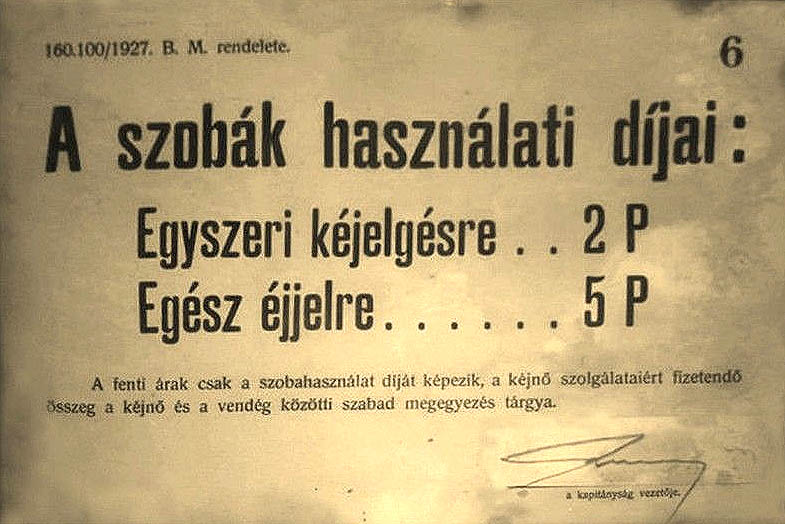 160.100/1927. B. M. rendelete.
6
A szobák használati díjai:
Egyszeri kéjelgésre . . 2 P
Egész éjjelre. . . . . . 5 P
A fenti árak csak a szobahasználat díját képezik, a kéjnő szolgálataiért fizetendő
összeg a kéjnő és a vendég közötti szabad megegyezés tárgya.
a kapitányság vezetője.